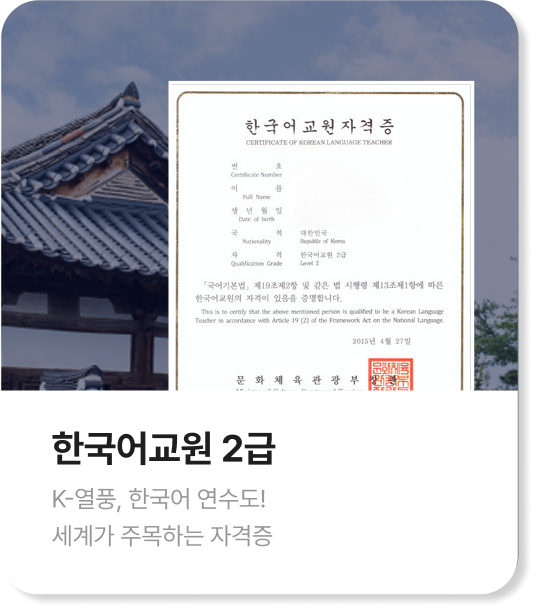 한국어교원자격증
CERTIFICATE OF KOREAN LANGUAGE TEACHER
번 호
Certificate Number
이 름
Full Name
생 년 월 일
Date of birth
국 적 대한민국
Nationality Republic of Korea
자 격 한국어교원 2급
Qualification Grade Level 2
「국어기본법」 제19조제2항 및 같은 법 시행령 제13조제1항에 따른
한국어교원의 자격이 있음을 증명합니다.
This is to certify that the above mentioned person is qualified to be a Korean Language
Teacher in accordance with Article 19 (2) of the Framework Act on the National Language.
2015년 4월 27일
문 화 체 육 관 광 부 장 관
한국어교원 2급
K-열풍, 한국어 연수도!
세계가 주목하는 자격증